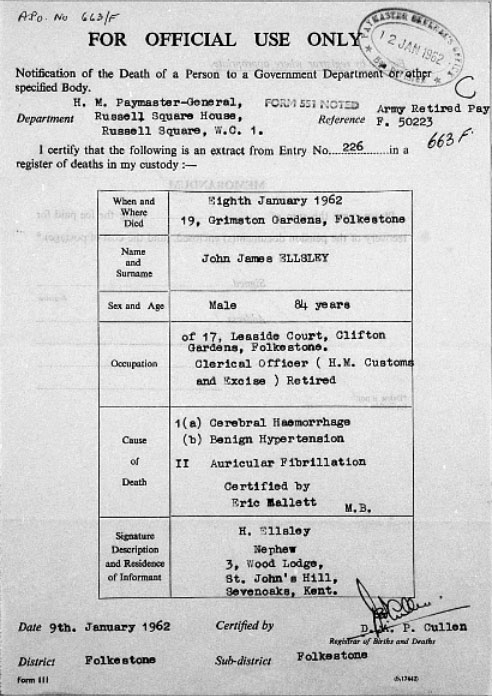 A.P.O. No 663/F
FOR OFFICIAL USE ONLY
PAYMASTER GENERAL'S OFFICE
12 JAN 1962
Notification of the Death of a Person to a Government Department or other
specified Body.
C
H. M. Paymaster-General,
FORM 551 NOTED
Army Retired Pay
Department Russell Square House,
Reference F. 50223
Russell Square, W.C. 1.
663 F.
I certify that the following is an extract from Entry No. 226 in a
register of deaths in my custody :—
When and
Where
Died
Eighth January 1962
19, Grimston Gardens, Folkestone
Name
and
Surname
John James ELLSLEY
Sex and Age
Male 84 years
Occupation
of 17, Leaside Court, Clifton
Gardens, Folkestone.
Clerical Officer ( H.M. Customs
and Excise ) Retired
Cause
of
Death
1(a) Cerebral Haemorrhage
(b) Benign Hypertension
II Auricular Fibrillation
Certified by
Eric Mallett M.B.
Signature
Description
and Residence
of Informant
H. Ellsley
Nephew
3, Wood Lodge,
St. John's Hill,
Sevenoaks, Kent.
Date 9th. January 1962
Certified by
P. Cullen
Registrar of Births and Deaths
District Folkestone
Sub-district Folkestone
form 111